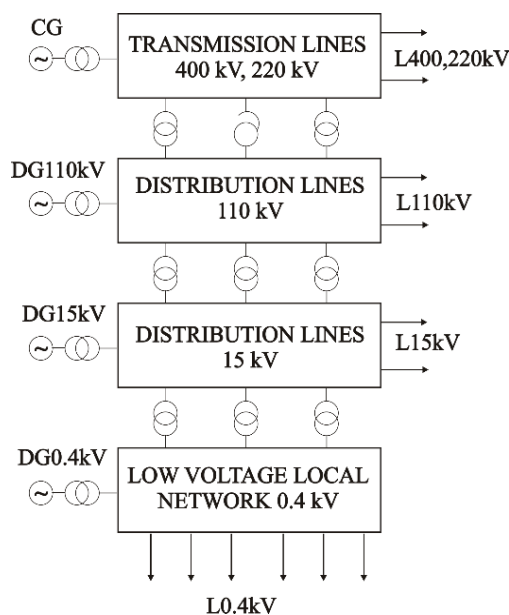 CG
TRANSMISSION LINES
400 kV, 220 kV
L400,220kV
~
DG110kV
DISTRIBUTION LINES
110 kV
L110kV
~
DG15kV
DISTRIBUTION LINES
15 kV
L15kV
~
DG0.4kV
LOW VOLTAGE LOCAL
NETWORK 0.4 kV
~
L0.4kV